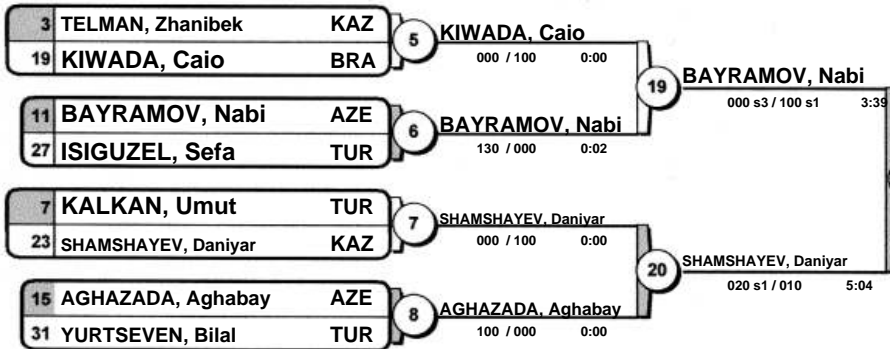 3 TELMAN, Zhanibek KAZ
19 KIWADA, Caio BRA
5
KIWADA, Caio
000 / 100 0:00
11 BAYRAMOV, Nabi AZE
27 ISIGUZEL, Sefa TUR
6
BAYRAMOV, Nabi
130 / 000 0:02
19
BAYRAMOV, Nabi
000 s3 / 100 s1 3:39
7 KALKAN, Umut TUR
23 SHAMSHAYEV, Daniyar KAZ
7
SHAMSHAYEV, Daniyar
000 / 100 0:00
15 AGHAZADA, Aghabay AZE
31 YURTSEVEN, Bilal TUR
8
AGHAZADA, Aghabay
100 / 000 0:00
20
SHAMSHAYEV, Daniyar
020 s1 / 010 5:04